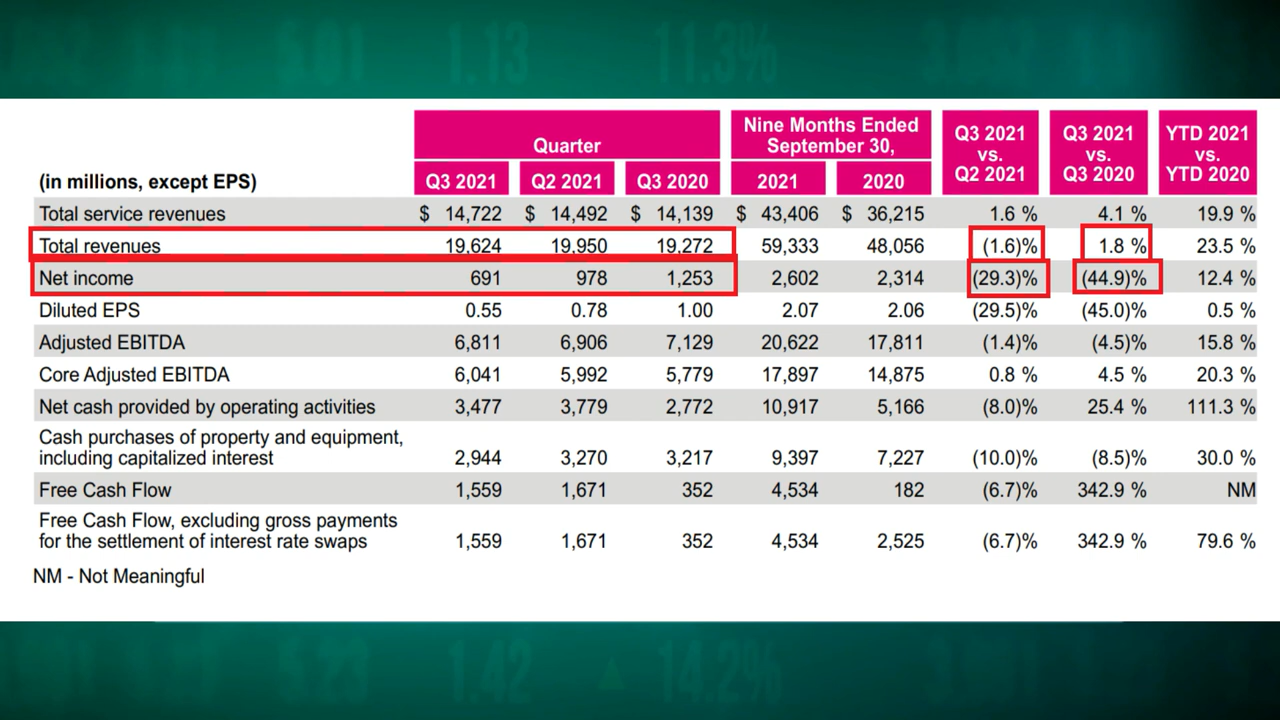 5.01 1.13 11.3%
Quarter
Nine Months Ended
September 30,
Q3 2021
vs.
Q2 2021
Q3 2021
vs.
Q3 2020
YTD 2021
vs.
YTD 2020
(in millions, except EPS) Q3 2021 Q2 2021 Q3 2020 2021 2020
Total service revenues $ 14,722 $ 14,492 $ 14,139 $ 43,406 $ 36,215 1.6 % 4.1 % 19.9 %
Total revenues 19,624 19,950 19,272 59,333 48,056 (1.6)% 1.8 % 23.5 %
Net income 691 978 1,253 2,602 2,314 (29.3)% (44.9)% 12.4 %
Diluted EPS 0.55 0.78 1.00 2.07 2.06 (29.5)% (45.0)% 0.5 %
Adjusted EBITDA 6,811 6,906 7,129 20,622 17,811 (1.4)% (4.5)% 15.8 %
Core Adjusted EBITDA 6,041 5,992 5,779 17,897 14,875 0.8 % 4.5 % 20.3 %
Net cash provided by operating activities 3,477 3,779 2,772 10,917 5,166 (8.0)% 25.4 % 111.3 %
Cash purchases of property and equipment,
including capitalized interest 2,944 3,270 3,217 9,397 7,227 (10.0)% (8.5)% 30.0 %
Free Cash Flow 1,559 1,671 352 4,534 182 (6.7)% 342.9 % NM
Free Cash Flow, excluding gross payments
for the settlement of interest rate swaps 1,559 1,671 352 4,534 2,525 (6.7)% 342.9 % 79.6 %
NM - Not Meaningful
5.23 1.42 ▲ 14.2%